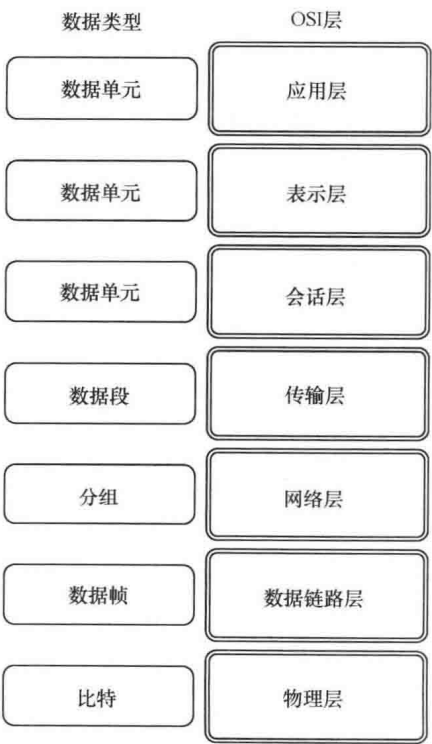 数据类型 OSI层
数据单元 应用层
数据单元 表示层
数据单元 会话层
数据段 传输层
分组 网络层
数据帧 数据链路层
比特 物理层